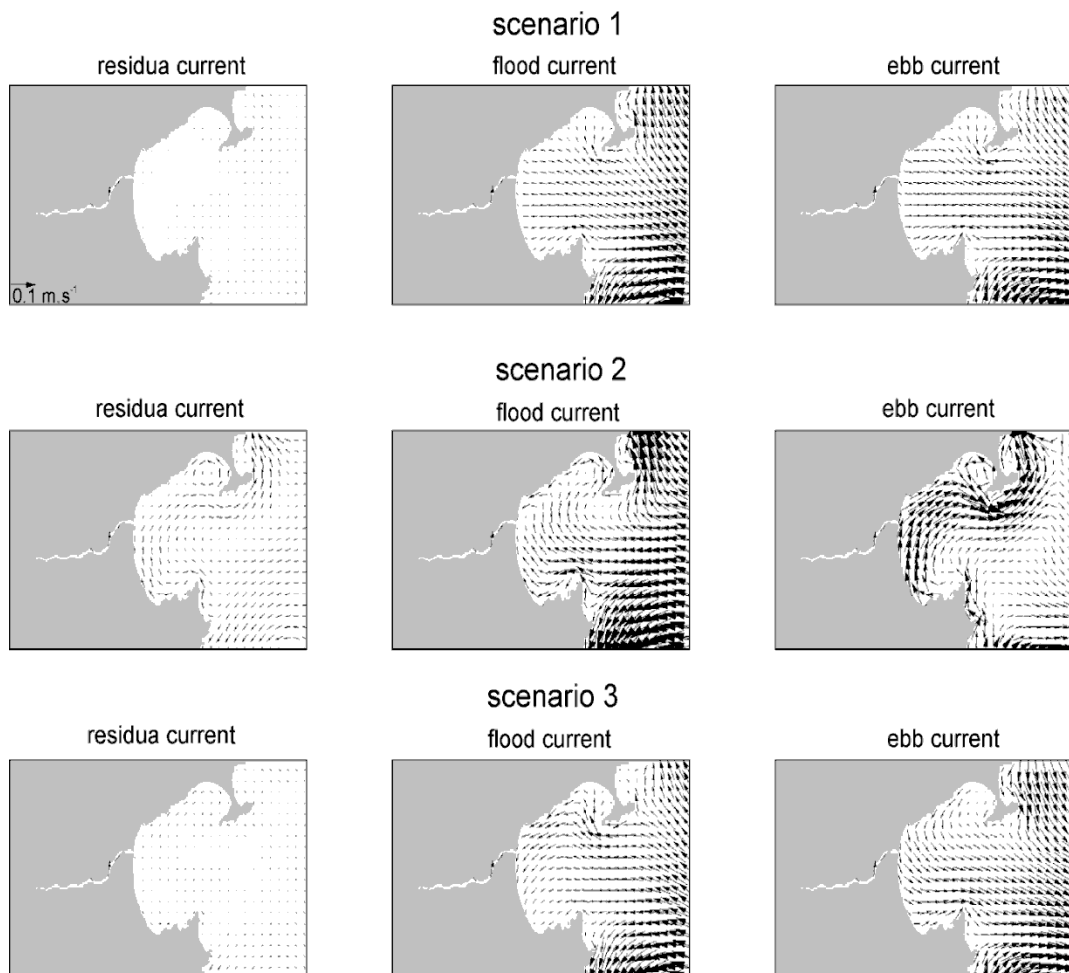 scenario 1
residua current
flood current
ebb current
0.1 m.s⁻¹
scenario 2
residua current
flood current
ebb current
scenario 3
residua current
flood current
ebb current